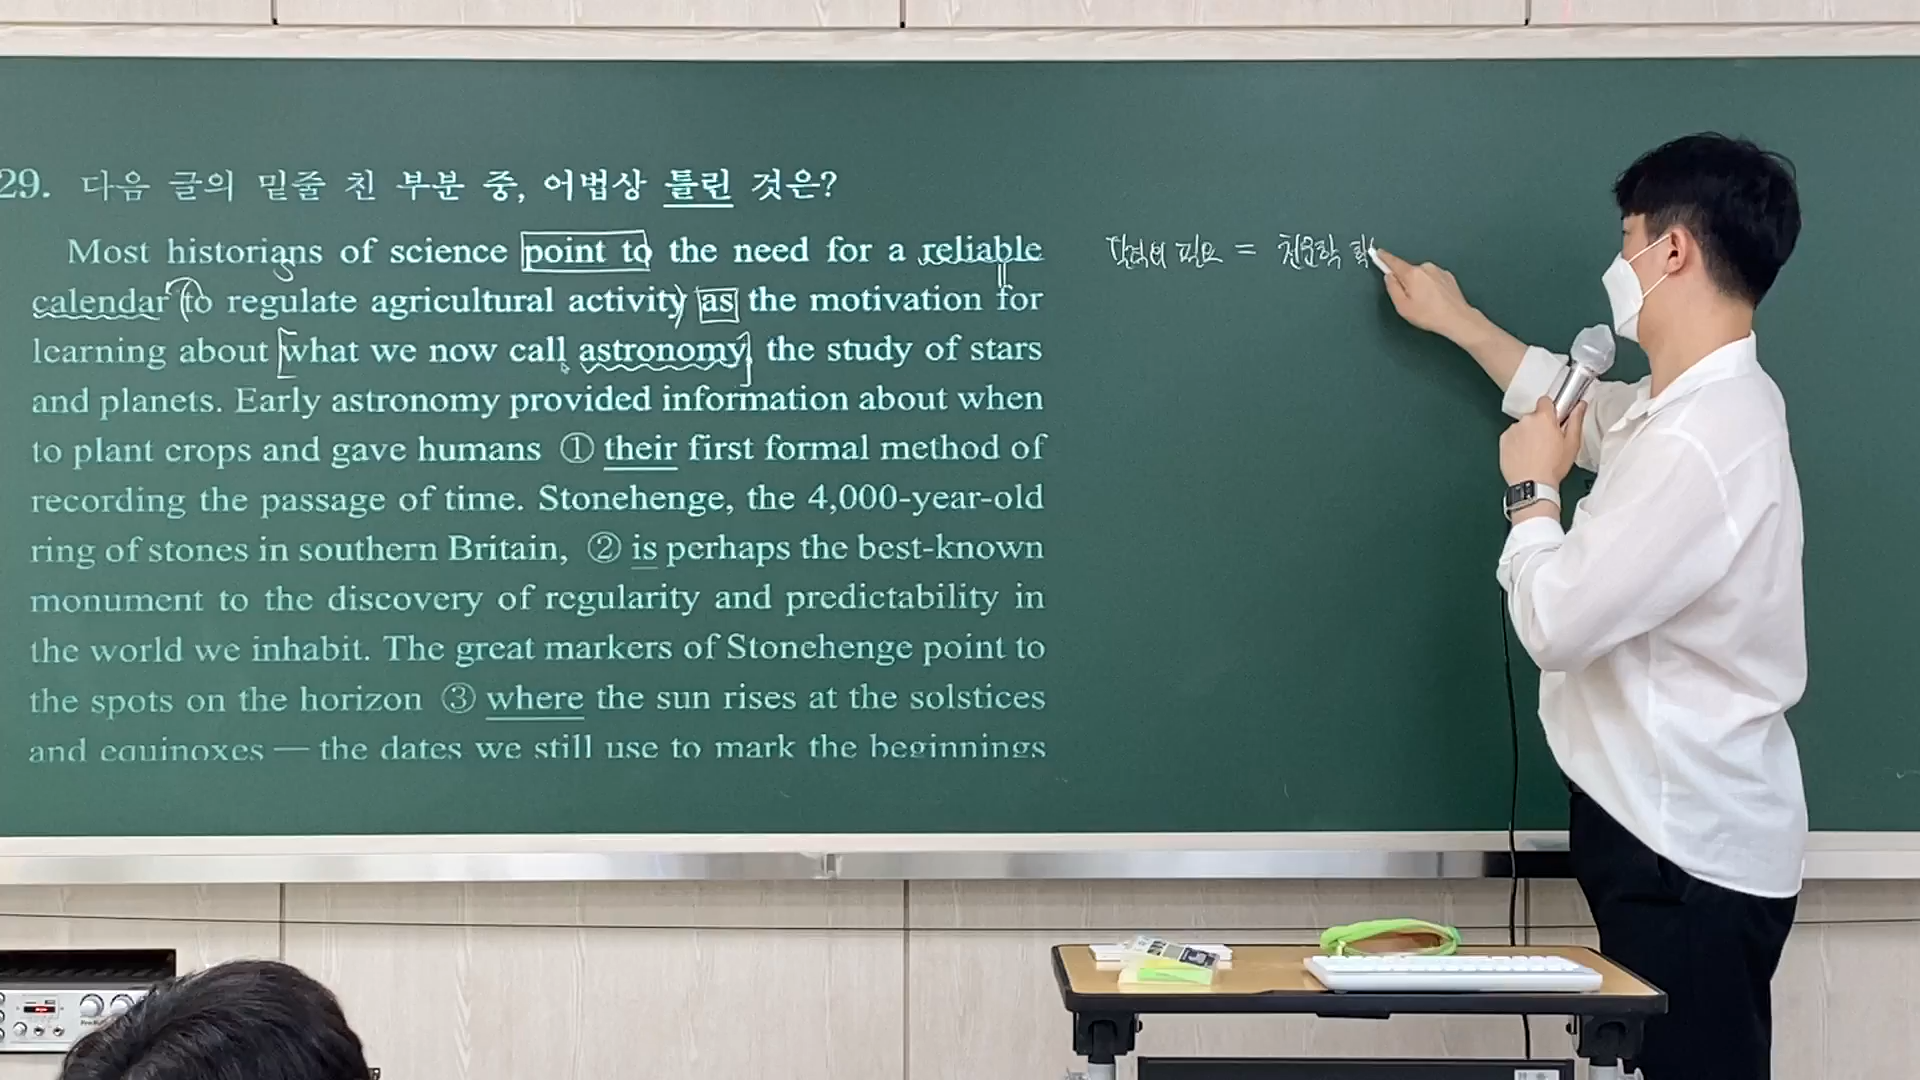 29. 다음 글의 밑줄 친 부분 중, 어법상 틀린 것은?
Most historians of science point to the need for a reliable
S
calendar to regulate agricultural activity as the motivation for
learning about what we now call astronomy, the study of stars
and planets. Early astronomy provided information about when
to plant crops and gave humans ① their first formal method of
recording the passage of time. Stonehenge, the 4,000-year-old
ring of stones in southern Britain, ② is perhaps the best-known
monument to the discovery of regularity and predictability in
the world we inhabit. The great markers of Stonehenge point to
the spots on the horizon ③ where the sun rises at the solstices
and equinoxes — the dates we still use to mark the beginnings
달력의 필요 = 천문학